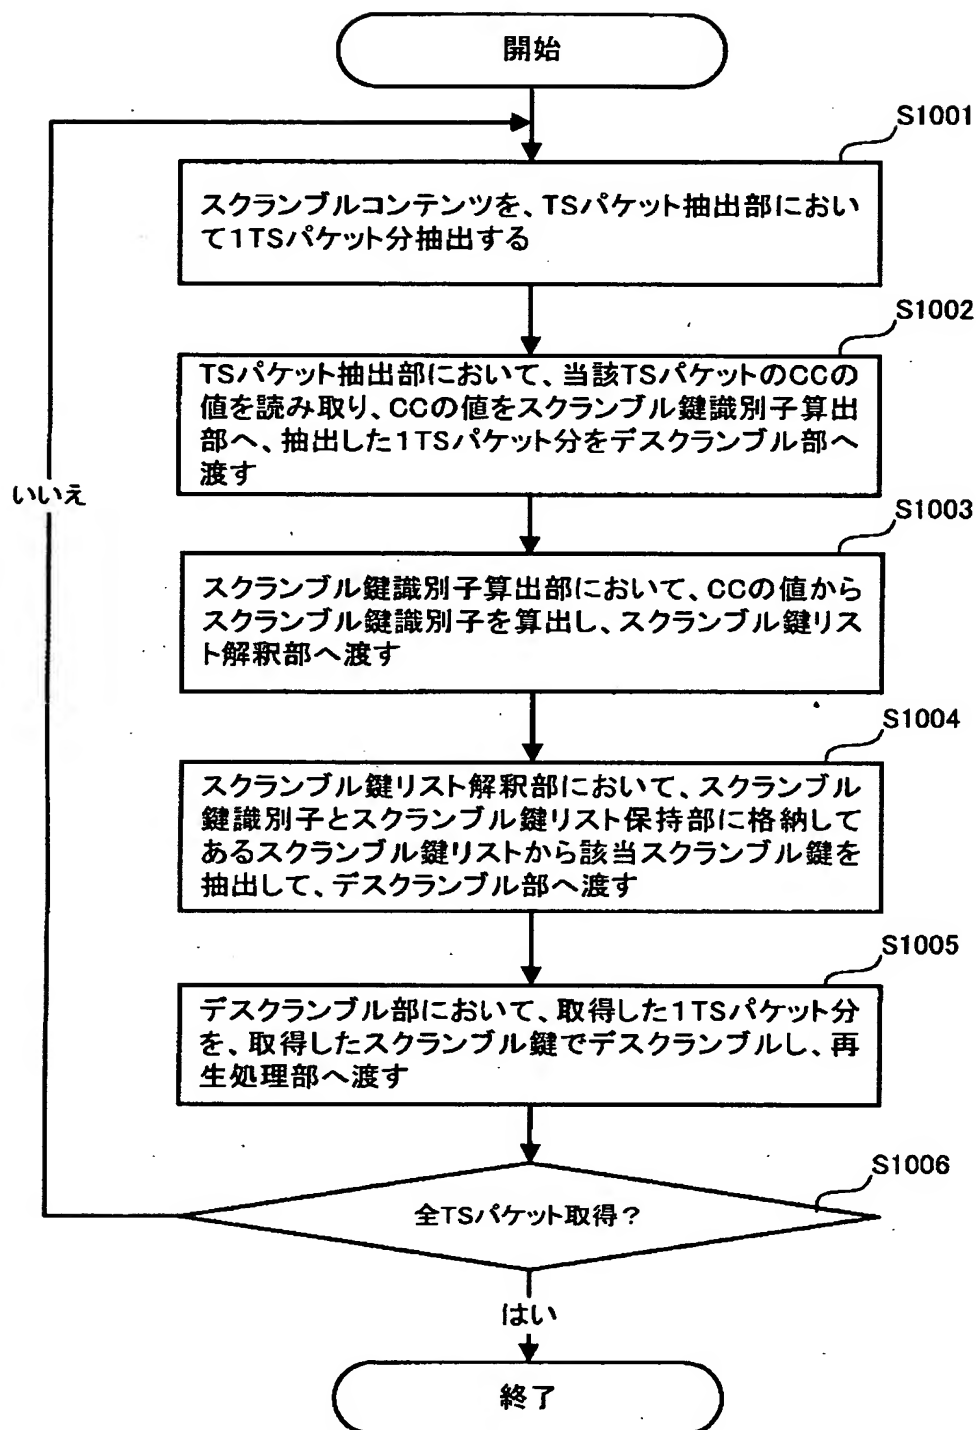 開始
S1001
スクランブルコンテンツを、TSパケット抽出部におい
て1TSパケット分抽出する
S1002
TSパケット抽出部において、当該TSパケットのCCの
値を読み取り、CCの値をスクランブル鍵識別子算出
部へ、抽出した1TSパケット分をデスクランブル部へ
渡す
いいえ
S1003
スクランブル鍵識別子算出部において、CCの値から
スクランブル鍵識別子を算出し、スクランブル鍵リス
ト解釈部へ渡す
S1004
スクランブル鍵リスト解釈部において、スクランブル
鍵識別子とスクランブル鍵リスト保持部に格納して
あるスクランブル鍵リストから該当スクランブル鍵を
抽出して、デスクランブル部へ渡す
S1005
デスクランブル部において、取得した1TSパケット分
を、取得したスクランブル鍵でデスクランブルし、再
生処理部へ渡す
S1006
全TSパケット取得？
はい
終了